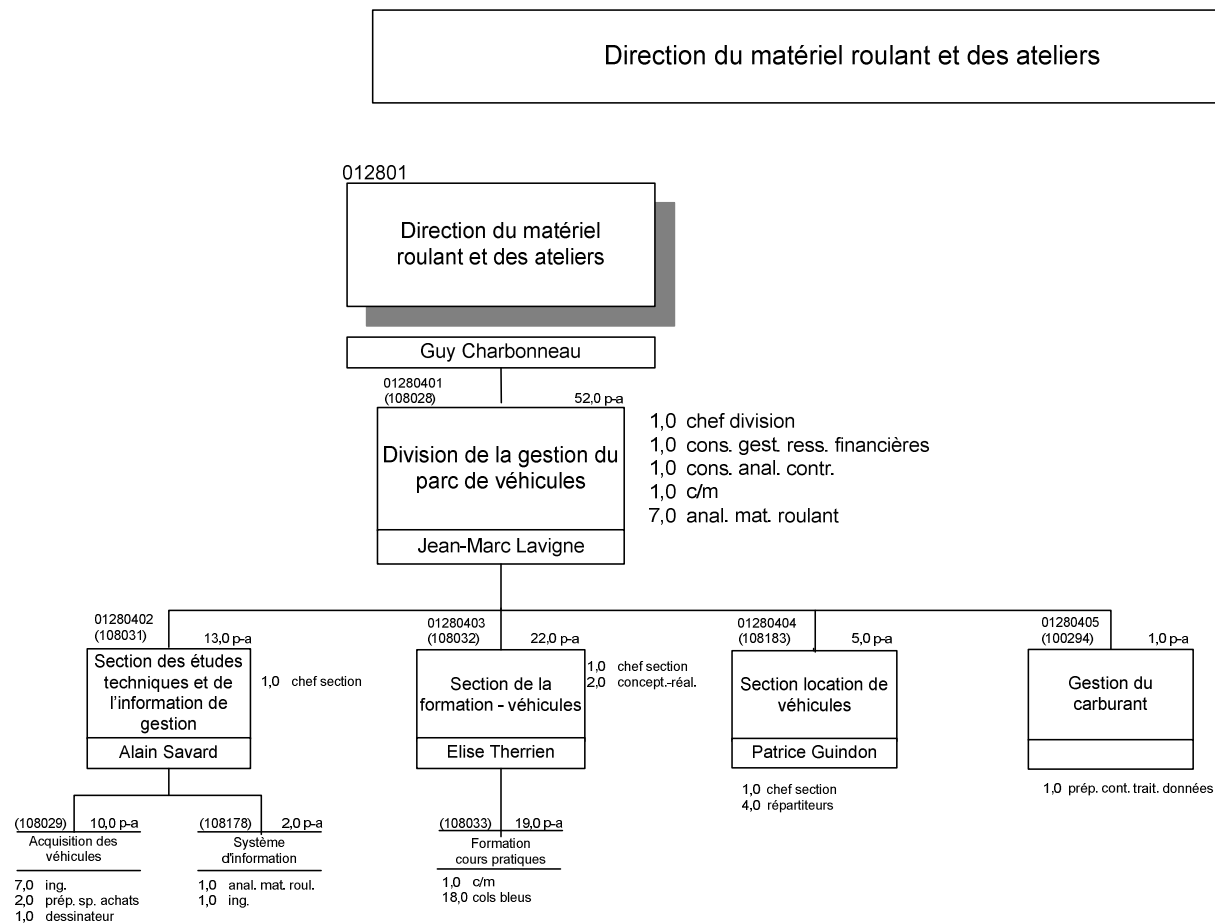 Direction du matériel roulant et des ateliers
012801
Direction du matériel
roulant et des ateliers
Guy Charbonneau
01280401
(108028)
52,0 p-a
Division de la gestion du
parc de véhicules
Jean-Marc Lavigne
1,0 chef division
1,0 cons. gest. ress. financières
1,0 cons. anal. contr.
1,0 c/m
7,0 anal. mat. roulant
01280402
(108031)
13,0 p-a
Section des études
techniques et de
l'information de
gestion
Alain Savard
1,0 chef section
01280403
(108032)
22,0 p-a
Section de la
formation - véhicules
Elise Therrien
1,0 chef section
2,0 concept.-réal.
01280404
(108183)
5,0 p-a
Section location de
véhicules
Patrice Guindon
1,0 chef section
4,0 répartiteurs
01280405
(100294)
1,0 p-a
Gestion du
carburant
1,0 prép. cont. trait. données
(108029) 10,0 p-a
Acquisition des
véhicules
7,0 ing.
2,0 prép. sp. achats
1,0 dessinateur
(108178) 2,0 p-a
Système
d'information
1,0 anal. mat. roul.
1,0 ing.
(108033) 19,0 p-a
Formation
cours pratiques
1,0 c/m
18,0 cols bleus